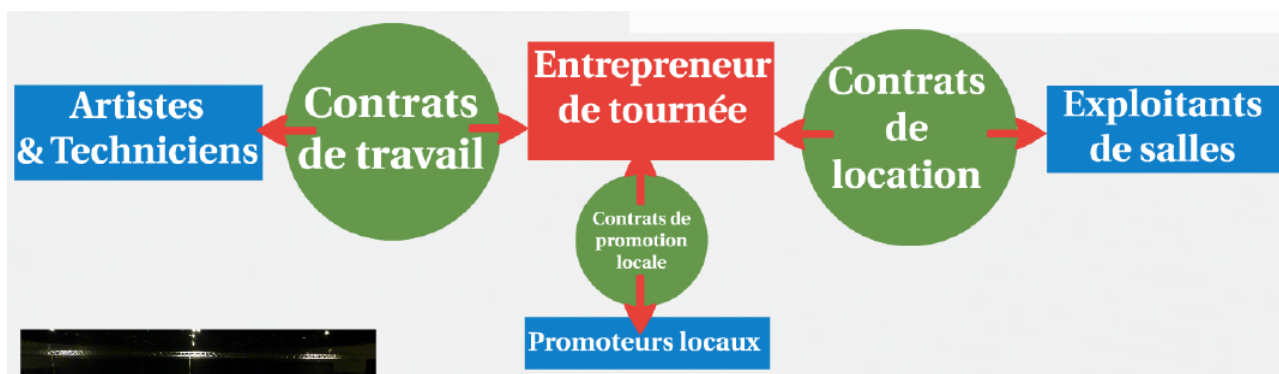 Artistes
& Techniciens
Contrats
de travail
Entrepreneur
de tournée
Contrats
de
location
Exploitants
de salles
Contrats de
promotion
locale
Promoteurs locaux